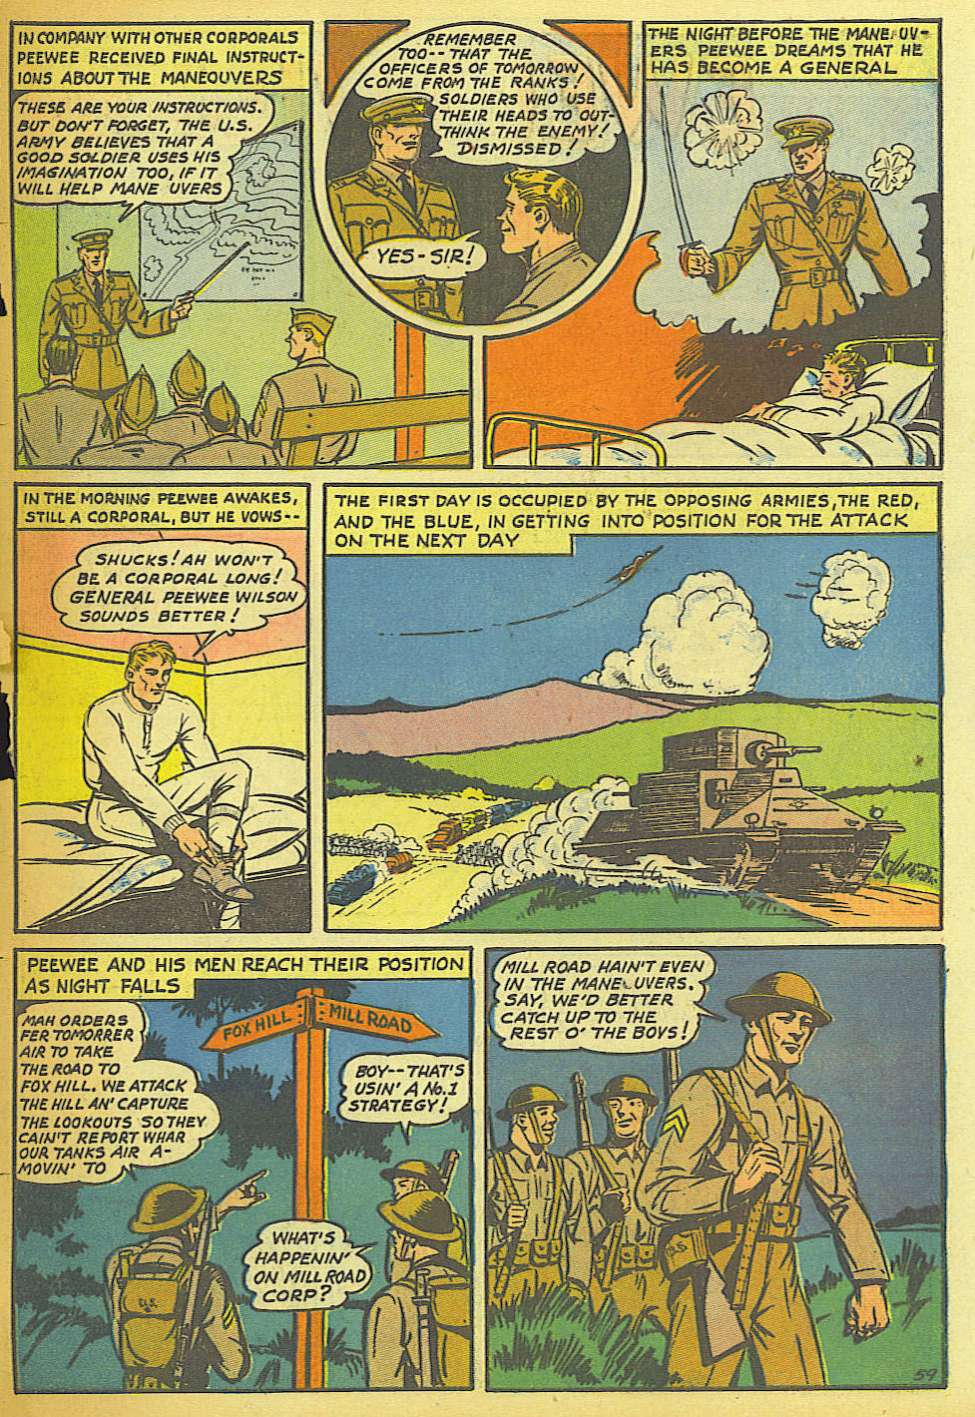 IN COMPANY WITH OTHER CORPORALS
PEEWEE RECEIVED FINAL INSTRUCT-
IONS ABOUT THE MANEOUVERS
THESE ARE YOUR INSTRUCTIONS.
BUT DON'T FORGET, THE U.S.
ARMY BELIEVES THAT A
GOOD SOLDIER USES HIS
IMAGINATION TOO, IF IT
WILL HELP MANE UVERS
REMEMBER
TOO-- THAT THE
OFFICERS OF TOMORROW
COME FROM THE RANKS!
SOLDIERS WHO USE
THEIR HEADS TO OUT-
THINK THE ENEMY!
DISMISSED!
YES-SIR!
THE NIGHT BEFORE THE MANE UV-
ERS PEEWEE DREAMS THAT HE
HAS BECOME A GENERAL
IN THE MORNING PEEWEE AWAKES,
STILL A CORPORAL, BUT HE VOWS--
SHUCKS! AH WON'T
BE A CORPORAL LONG!
GENERAL PEEWEE WILSON
SOUNDS BETTER!
THE FIRST DAY IS OCCUPIED BY THE OPPOSING ARMIES, THE RED,
AND THE BLUE, IN GETTING INTO POSITION FOR THE ATTACK
ON THE NEXT DAY
PEEWEE AND HIS MEN REACH THEIR POSITION
AS NIGHT FALLS
MAH ORDERS
FER TOMORRER
AIR TO TAKE
THE ROAD TO
FOX HILL. WE ATTACK
THE HILL AN' CAPTURE
THE LOOKOUTS SO THEY
CAIN'T REPORT WHAR
OUR TANKS AIR A-
MOVIN' TO
FOX HILL
MILL ROAD
BOY--THAT'S
USIN' A NO.1
STRATEGY!
WHAT'S
HAPPENIN'
ON MILL ROAD
CORP?
U.S.
MILL ROAD HAIN'T EVEN
IN THE MANEUVERS.
SAY, WE'D BETTER
CATCH UP TO THE
REST O' THE BOYS!
U.S
59